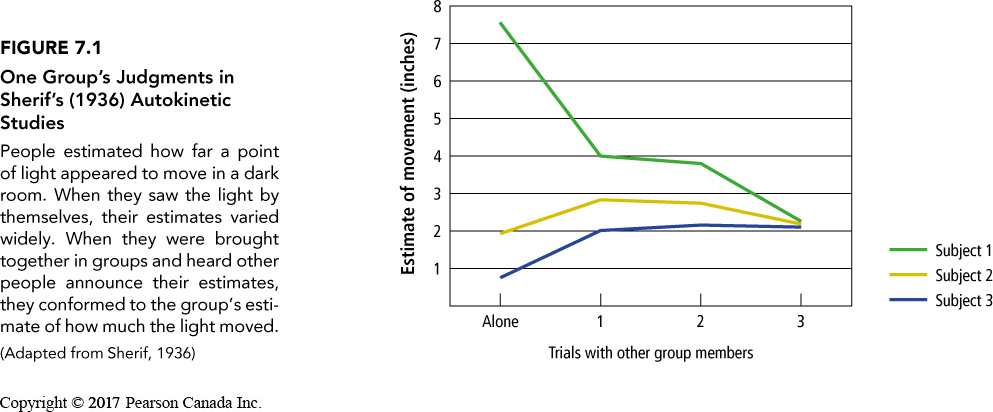 FIGURE 7.1
One Group’s Judgments in
Sherif’s (1936) Autokinetic
Studies
People estimated how far a point
of light appeared to move in a dark
room. When they saw the light by
themselves, their estimates varied
widely. When they were brought
together in groups and heard other
people announce their estimates,
they conformed to the group’s esti-
mate of how much the light moved.
(Adapted from Sherif, 1936)
Copyright © 2017 Pearson Canada Inc.
Estimate of movement (inches)
8
7
6
5
4
3
2
1
Alone 1 2 3
Trials with other group members
Subject 1
Subject 2
Subject 3